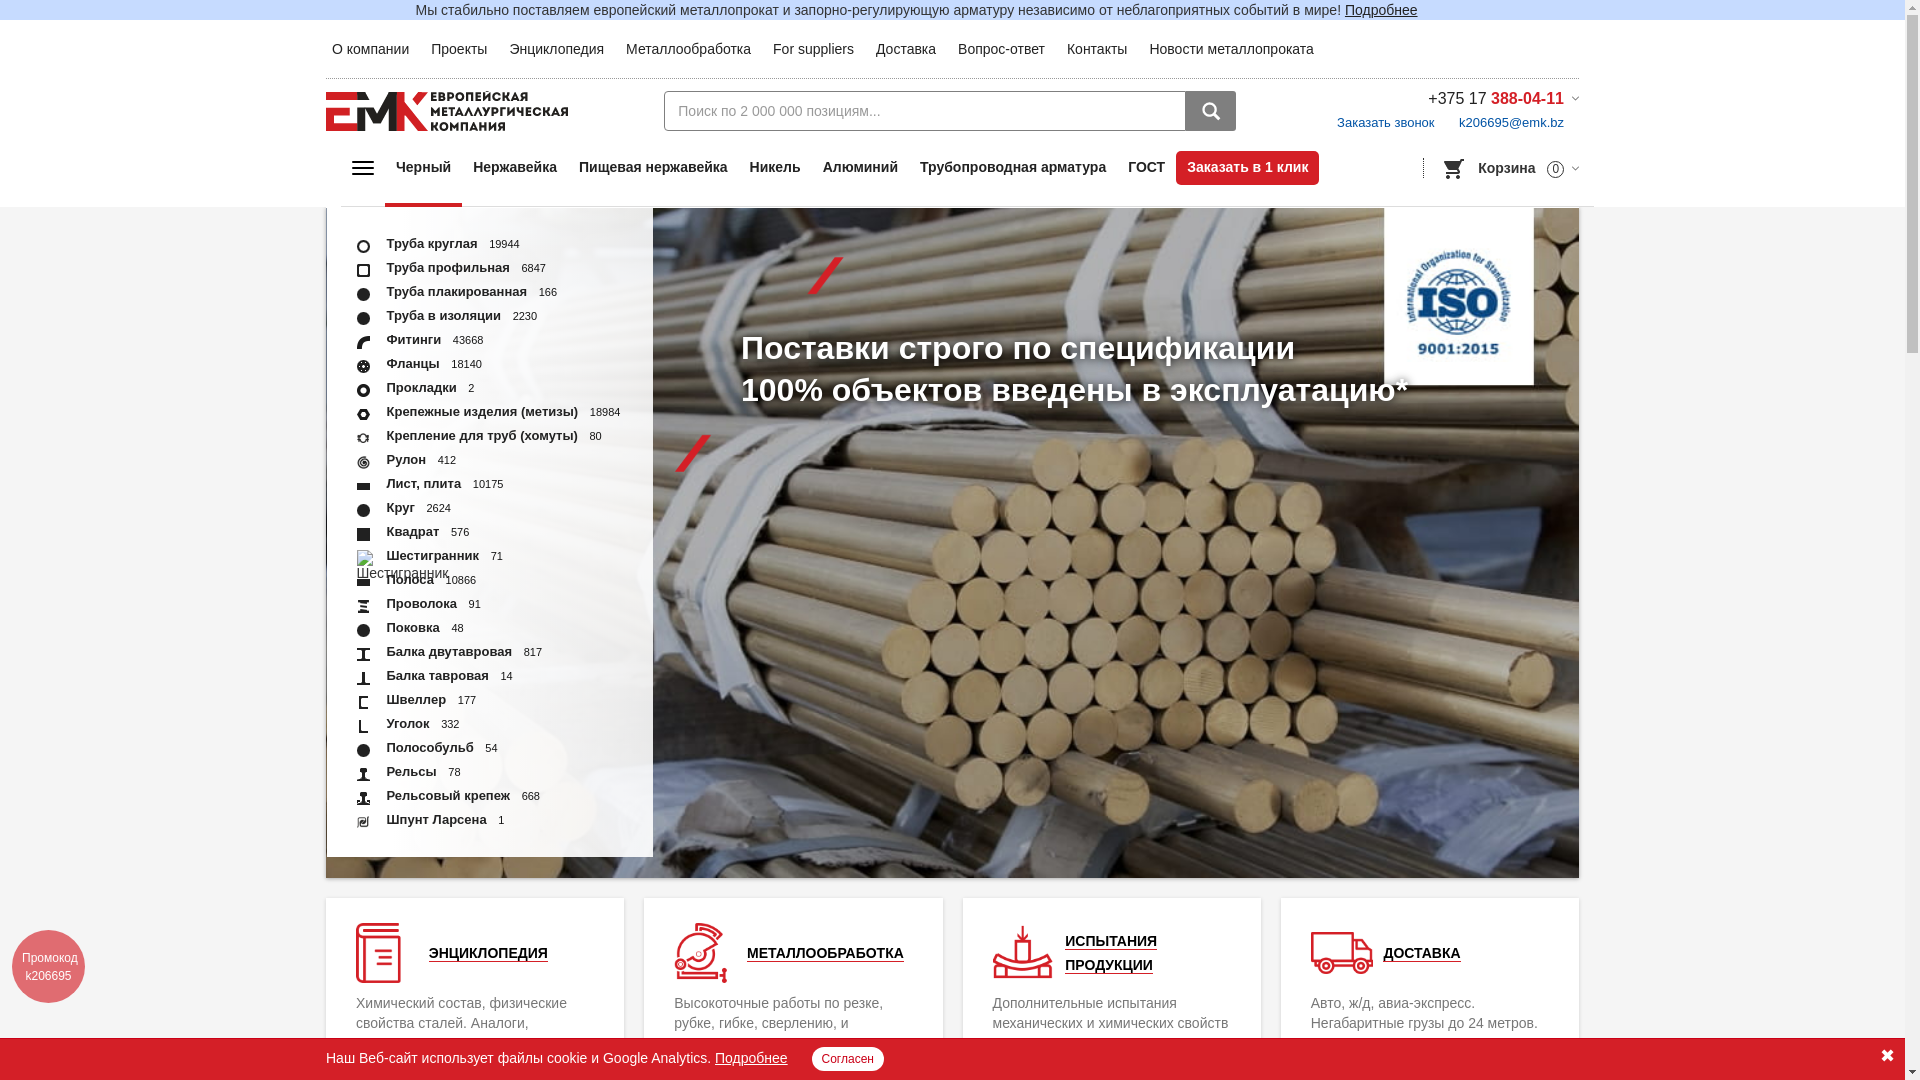 Мы стабильно поставляем европейский металлопрокат и запорно-регулирующую арматуру независимо от неблагоприятных событий в мире! Подробнее
О компании Проекты Энциклопедия Металлообработка For suppliers Доставка Вопрос-ответ Контакты Новости металлопроката
ЕМК ЕВРОПЕЙСКАЯ
МЕТАЛЛУРГИЧЕСКАЯ
КОМПАНИЯ
Поиск по 2 000 000 позициям...
+375 17 388-04-11
Заказать звонок k206695@emk.bz
Черный Нержавейка Пищевая нержавейка Никель Алюминий Трубопроводная арматура ГОСТ Заказать в 1 клик Корзина 0
Труба круглая 19944
Труба профильная 6847
Труба плакированная 166
Труба в изоляции 2230
Фитинги 43668
Фланцы 18140
Прокладки 2
Крепежные изделия (метизы) 18984
Крепление для труб (хомуты) 80
Рулон 412
Лист, плита 10175
Круг 2624
Квадрат 576
Шестигранник 71
Шестигранник
Полоса 10866
Проволока 91
Поковка 48
Балка двутавровая 817
Балка тавровая 14
Швеллер 177
Уголок 332
Полособульб 54
Рельсы 78
Рельсовый крепеж 668
Шпунт Ларсена 1
International Organization for Standardization
ISO
9001:2015
Поставки строго по спецификации
100% объектов введены в эксплуатацию*
ЭНЦИКЛОПЕДИЯ
Химический состав, физические
свойства сталей. Аналоги,
МЕТАЛЛООБРАБОТКА
Высокоточные работы по резке,
рубке, гибке, сверлению, и
ИСПЫТАНИЯ
ПРОДУКЦИИ
Дополнительные испытания
механических и химических свойств
ДОСТАВКА
Авто, ж/д, авиа-экспресс.
Негабаритные грузы до 24 метров.
Промокод
k206695
Наш Веб-сайт использует файлы cookie и Google Analytics. Подробнее Согласен